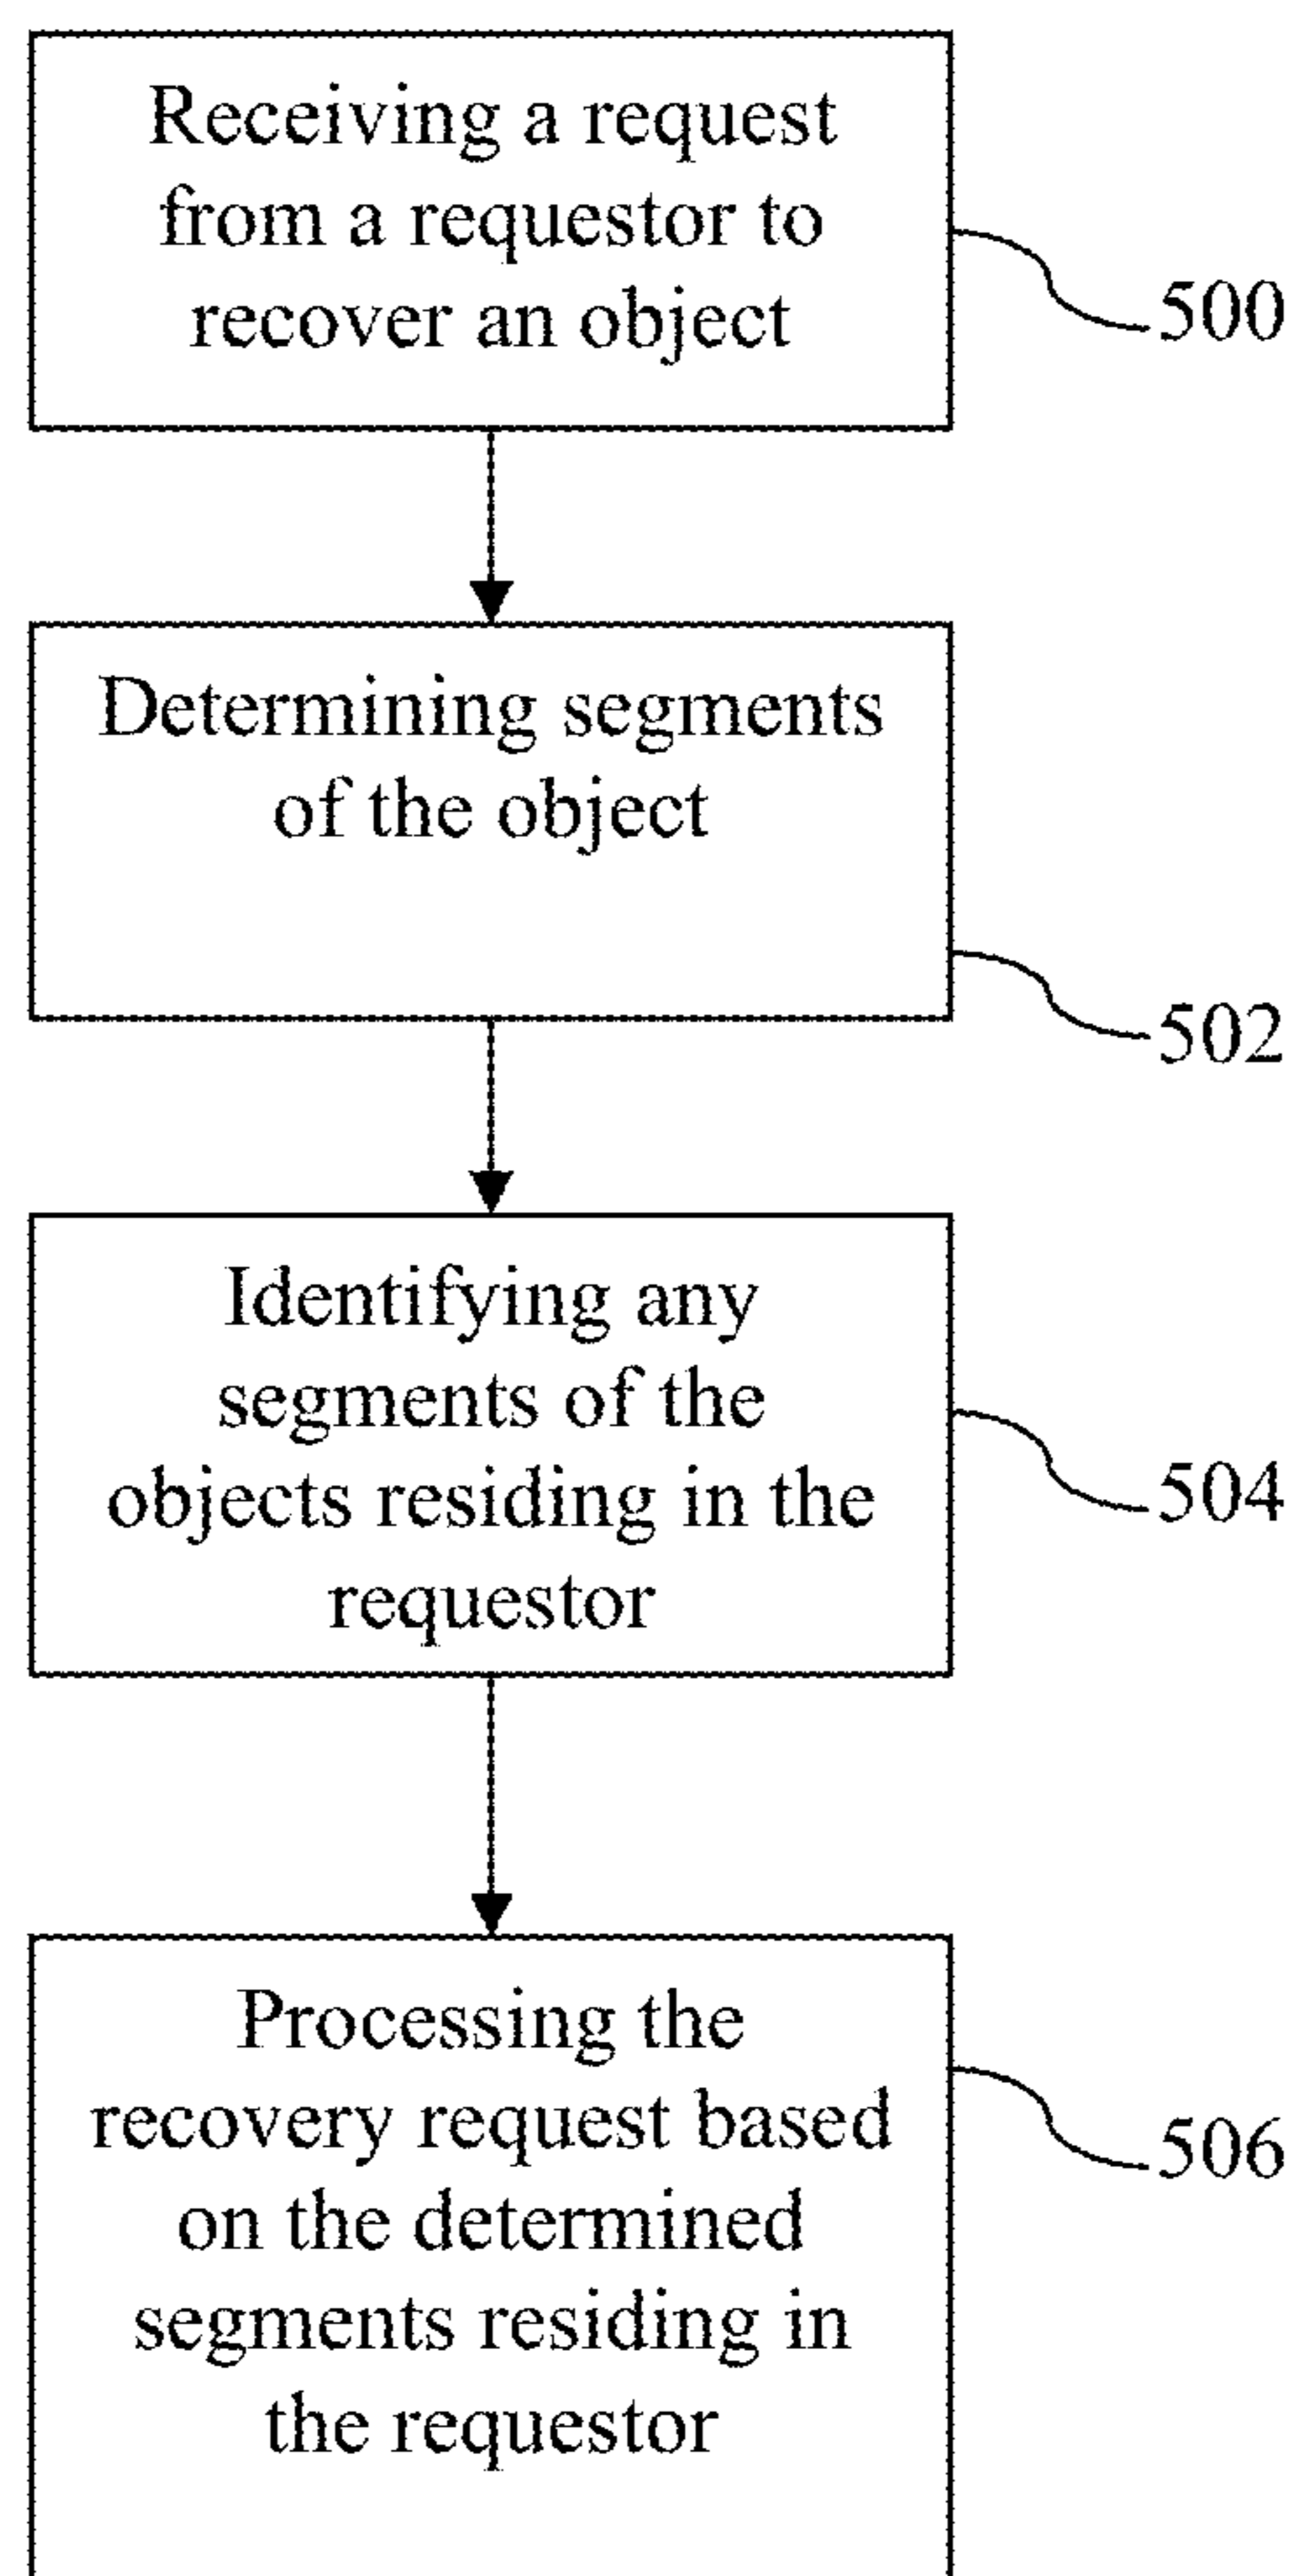 Receiving a request
from a requestor to
recover an object
500
Determining segments
of the object
502
Identifying any
segments of the
objects residing in the
requestor
504
Processing the
recovery request based
on the determined
segments residing in
the requestor
506